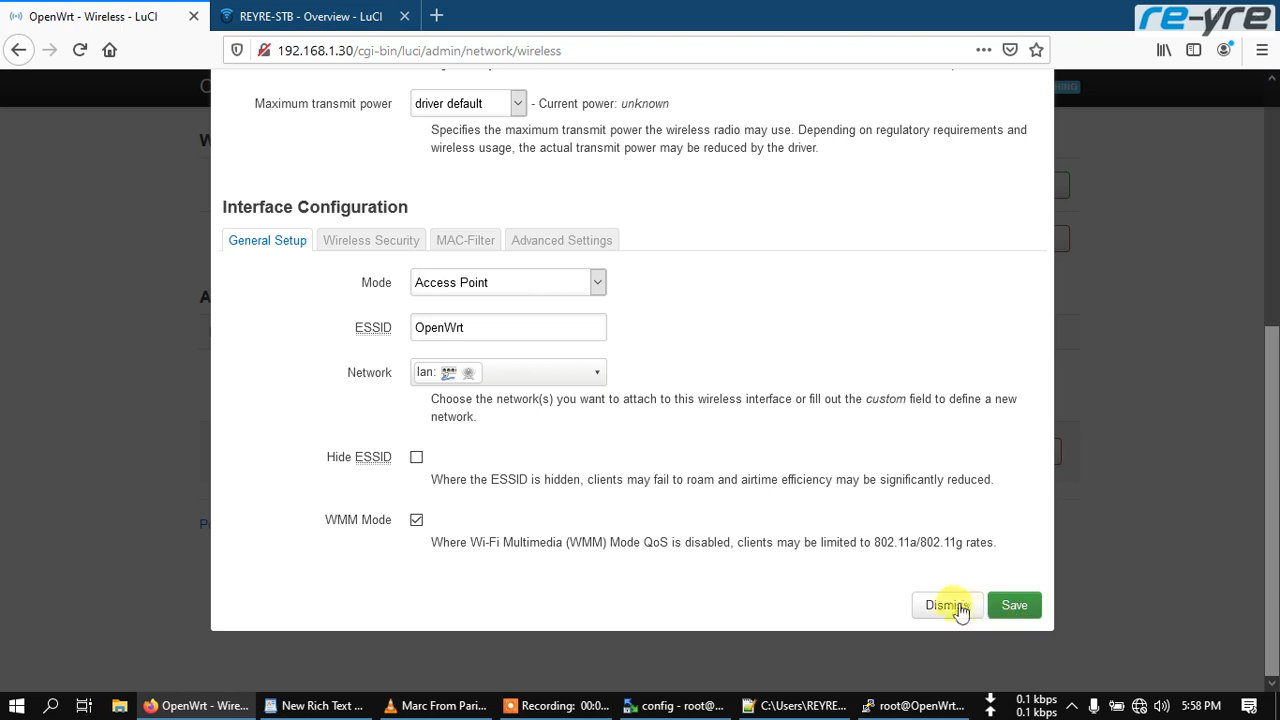 OpenWrt - Wireless - LuCI
REYRE-STB - Overview - LuCI
re-yre
192.168.1.30/cgi-bin/luci/admin/network/wireless
Maximum transmit power
driver default
- Current power: unknown
Specifies the maximum transmit power the wireless radio may use. Depending on regulatory requirements and
wireless usage, the actual transmit power may be reduced by the driver.
Interface Configuration
General Setup
Wireless Security
MAC-Filter
Advanced Settings
Mode
Access Point
ESSID
OpenWrt
Network
lan:
Choose the network(s) you want to attach to this wireless interface or fill out the custom field to define a new
network.
Hide ESSID
Where the ESSID is hidden, clients may fail to roam and airtime efficiency may be significantly reduced.
WMM Mode
Where Wi-Fi Multimedia (WMM) Mode QoS is disabled, clients may be limited to 802.11a/802.11g rates.
Dismiss
Save
OpenWrt - Wire...
New Rich Text ...
Marc From Pari...
Recording: 00:0...
config - root@...
C:\Users\REYRE...
root@OpenWrt...
0.1 kbps
0.1 kbps
5:58 PM